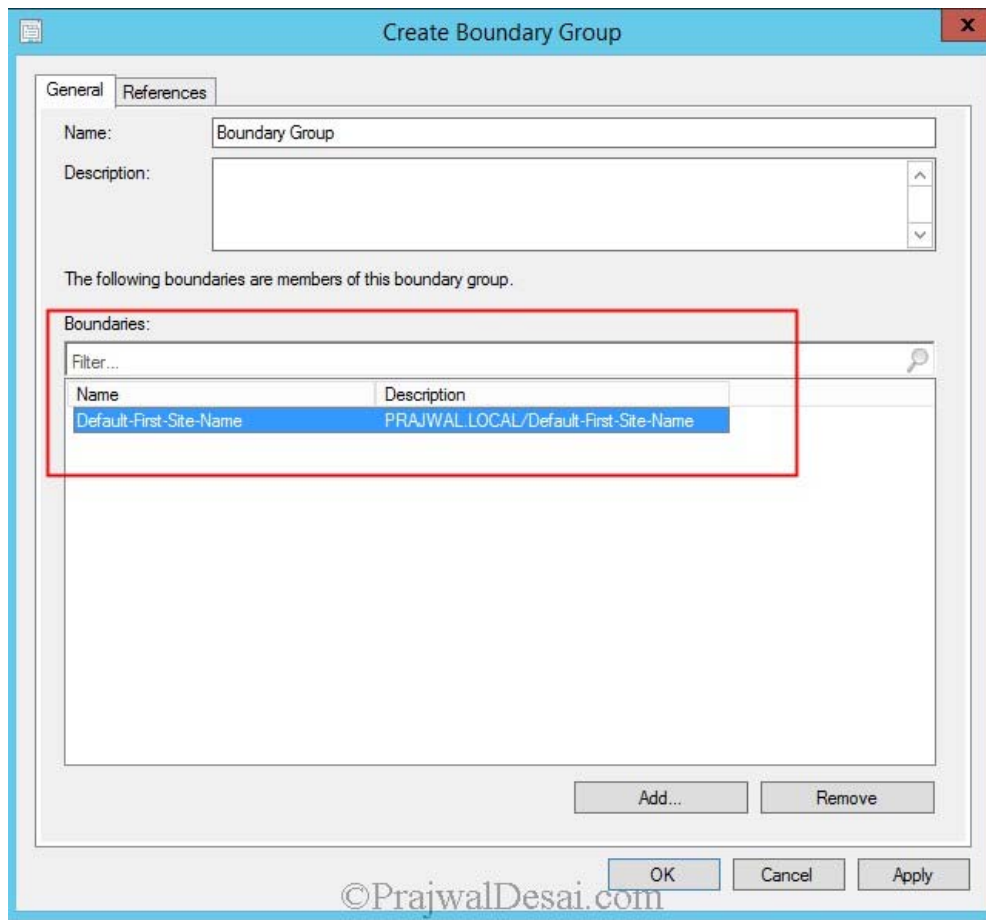 Create Boundary Group
x
General References
Name: Boundary Group
Description:
The following boundaries are members of this boundary group.
Boundaries:
Filter...
Name Description
Default-First-Site-Name PRAJWAL.LOCAL/Default-First-Site-Name
Add... Remove
OK Cancel Apply
©PrajwalDesai.com